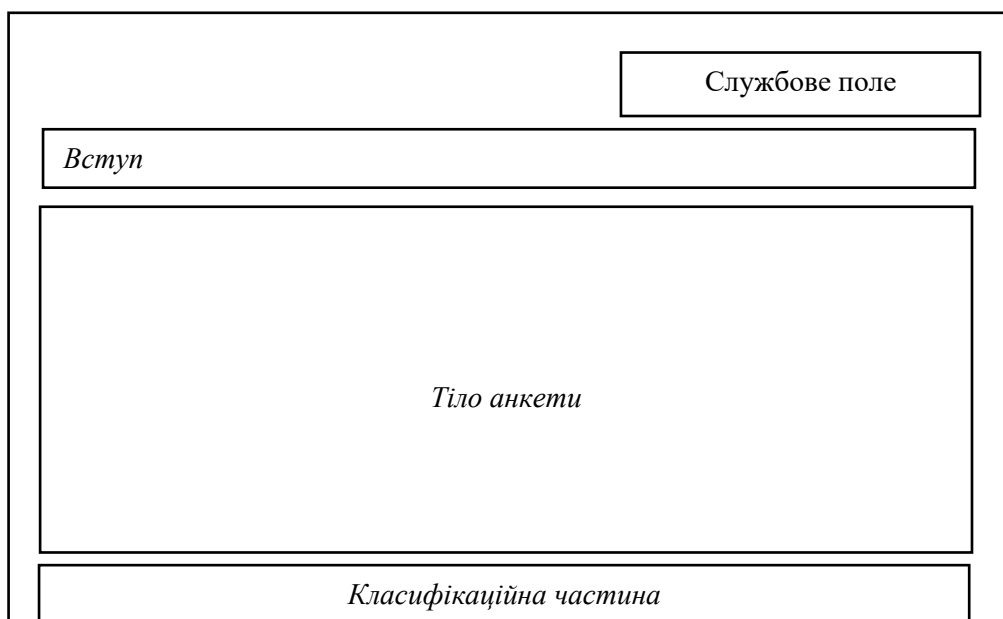 Службове поле
Вступ
Тіло анкети
Класифікаційна частина